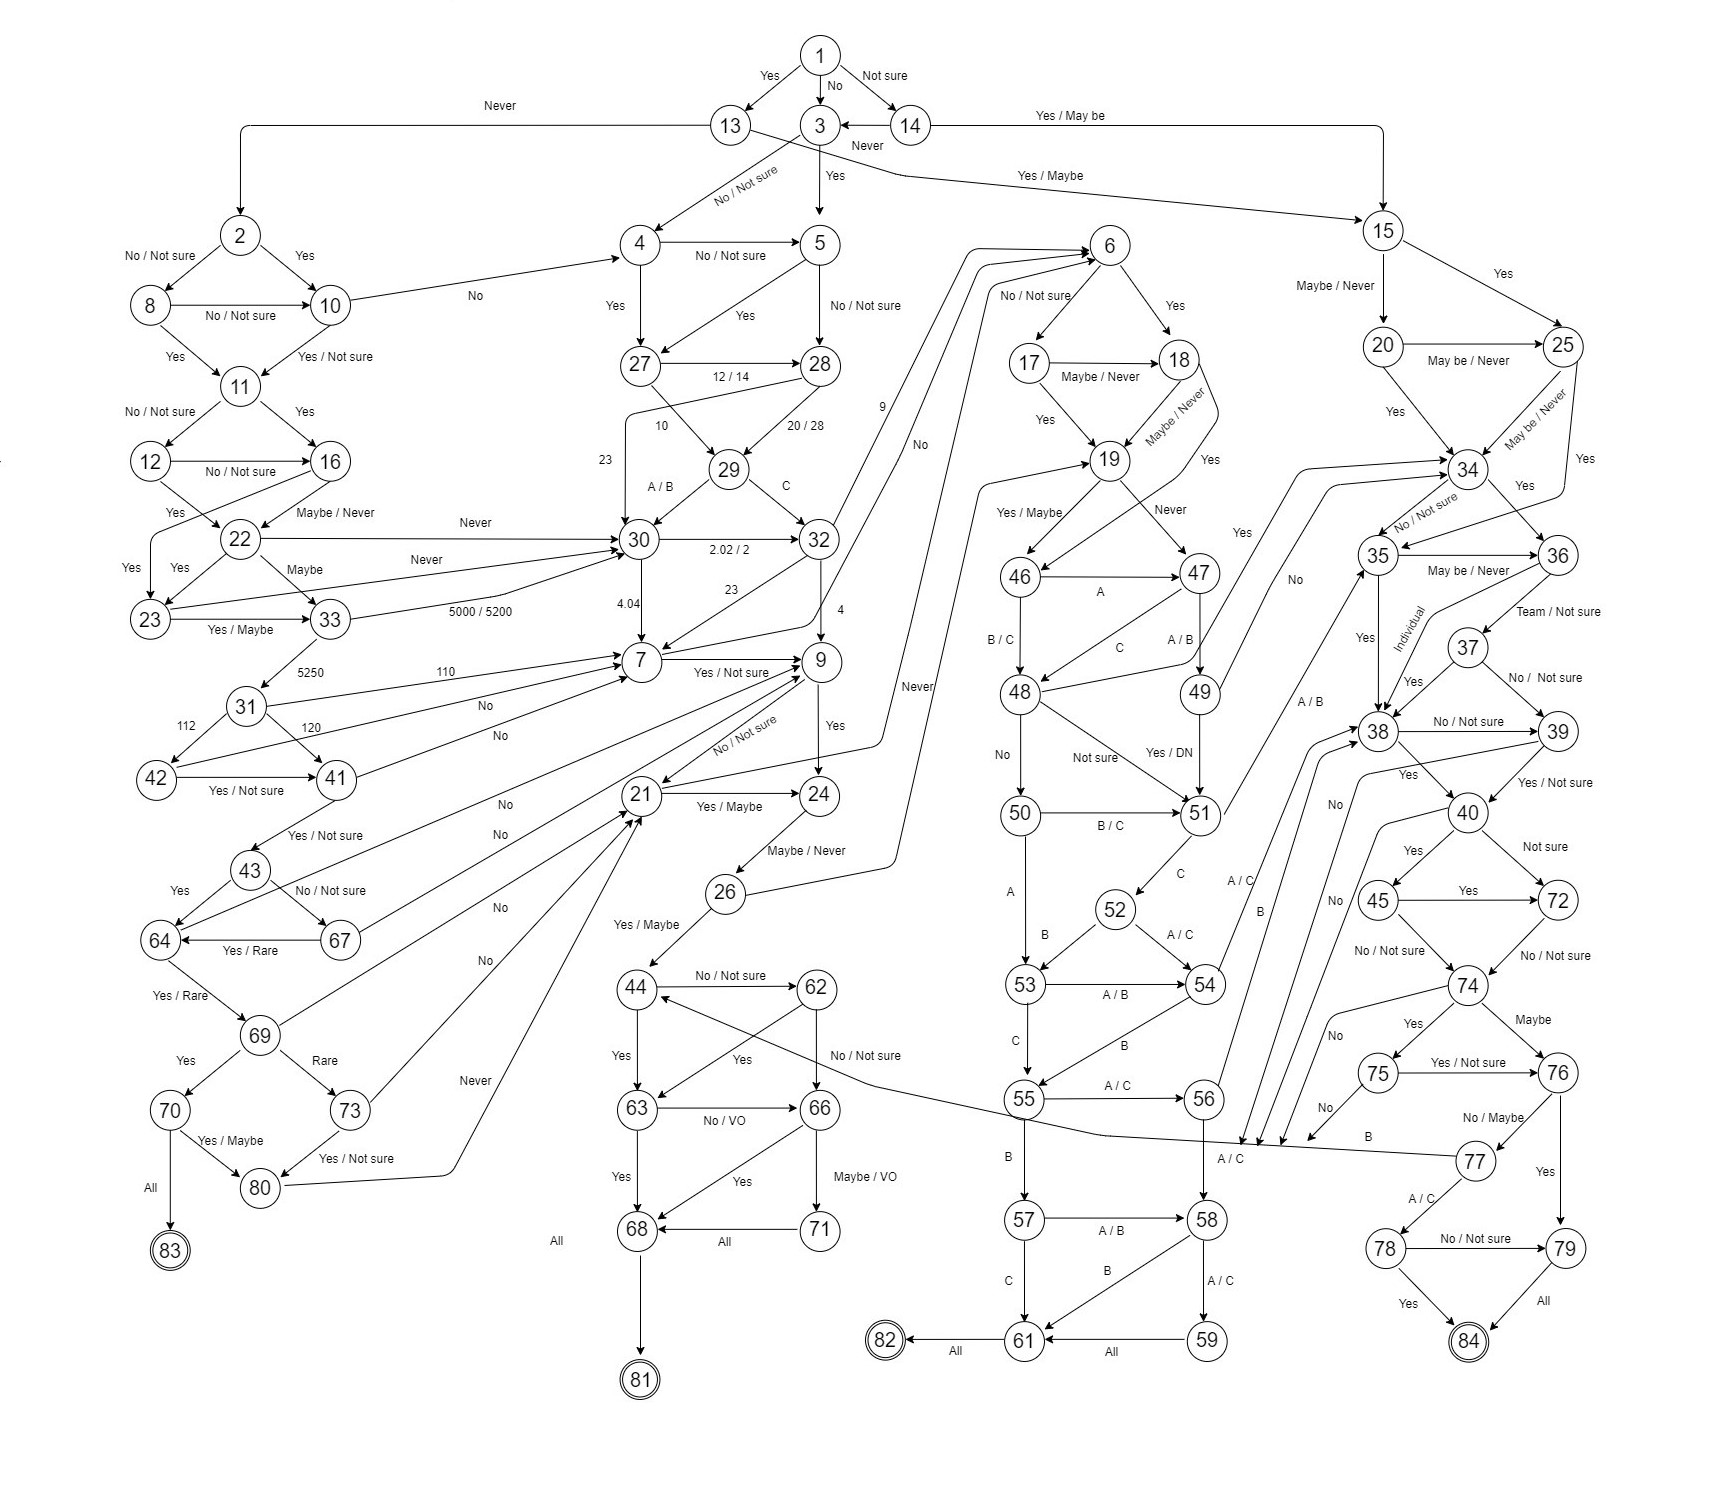 1
Yes
No
Not sure
Never
13
3
14
Yes / May be
Never
No / Not sure
Yes
Yes / Maybe
2
4
5
6
15
No / Not sure
Yes
No / Not sure
Yes
Maybe / Never
8
10
No / Not sure
No
Yes
Yes
No / Not sure
No / Not sure
Yes
20
25
May be / Never
Yes
Yes / Not sure
11
27
28
12 / 14
17
18
Maybe / Never
Yes
May be / Never
No / Not sure
Yes
10
20 / 28
9
Yes
Maybe / Never
12
16
No / Not sure
23
29
No
19
Yes
34
Yes
Yes
Maybe / Never
A / B
C
Yes / Maybe
Never
No / Not sure
Yes
22
Never
30
2.02 / 2
32
Yes
35
36
May be / Never
Yes
Yes
Maybe
Never
46
A
47
No
23
Yes / Maybe
33
5000 / 5200
4.04
23
4
B / C
C
A / B
Yes
Individual
Team / Not sure
5250
7
Yes / Not sure
9
37
31
110
Never
48
49
Yes
No / Not sure
112
120
No
No
No / Not sure
Yes
A / B
38
No / Not sure
39
42
Yes / Not sure
41
No
Not sure
Yes / DN
Yes
Yes / Not sure
21
Yes / Maybe
24
50
B / C
51
No
40
Yes / Not sure
No
No
Maybe / Never
Yes
Not sure
43
Yes
No / Not sure
26
A
C
A / C
No
45
Yes
72
No
Yes / Maybe
52
B
64
Yes / Rare
67
B
A / C
No / Not sure
No / Not sure
No
Yes / Rare
44
No / Not sure
62
53
A / B
54
74
69
Yes
Rare
Yes
Yes
No / Not sure
C
B
No
Yes
Maybe
Never
55
A / C
56
75
Yes / Not sure
76
70
73
63
No / VO
66
No
No / Maybe
Yes / Maybe
Yes / Not sure
B
77
Yes
All
80
Yes
Yes
Maybe / VO
B
A / C
A / C
83
All
68
All
71
57
A / B
58
78
No / Not sure
79
C
B
A / C
Yes
All
82
All
61
All
59
84
81